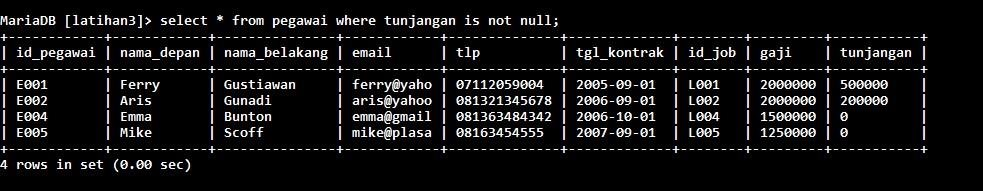 MariaDB [latihan3]> select * from pegawai where tunjangan is not null;
+------------+------------+---------------+------------+--------------+-------------+--------+---------+-----------+
| id_pegawai | nama_depan | nama_belakang | email      | tlp          | tgl_kontrak | id_job | gaji    | tunjangan |
+------------+------------+---------------+------------+--------------+-------------+--------+---------+-----------+
| E001       | Ferry      | Gustiawan     | ferry@yaho | 07112059004  | 2005-09-01  | L001   | 2000000 | 500000    |
| E002       | Aris       | Gunadi        | aris@yahoo | 081321345678 | 2006-09-01  | L002   | 2000000 | 200000    |
| E004       | Emma       | Bunton        | emma@gmail | 081363484342 | 2006-10-01  | L004   | 1500000 | 0         |
| E005       | Mike       | Scoff         | mike@plasa | 08163454555  | 2007-09-01  | L005   | 1250000 | 0         |
+------------+------------+---------------+------------+--------------+-------------+--------+---------+-----------+
4 rows in set (0.00 sec)